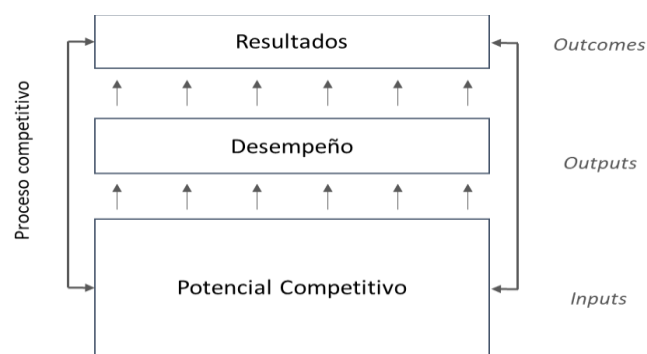 Resultados
Outcomes
Proceso competitivo
Desempeño
Outputs
Potencial Competitivo
Inputs